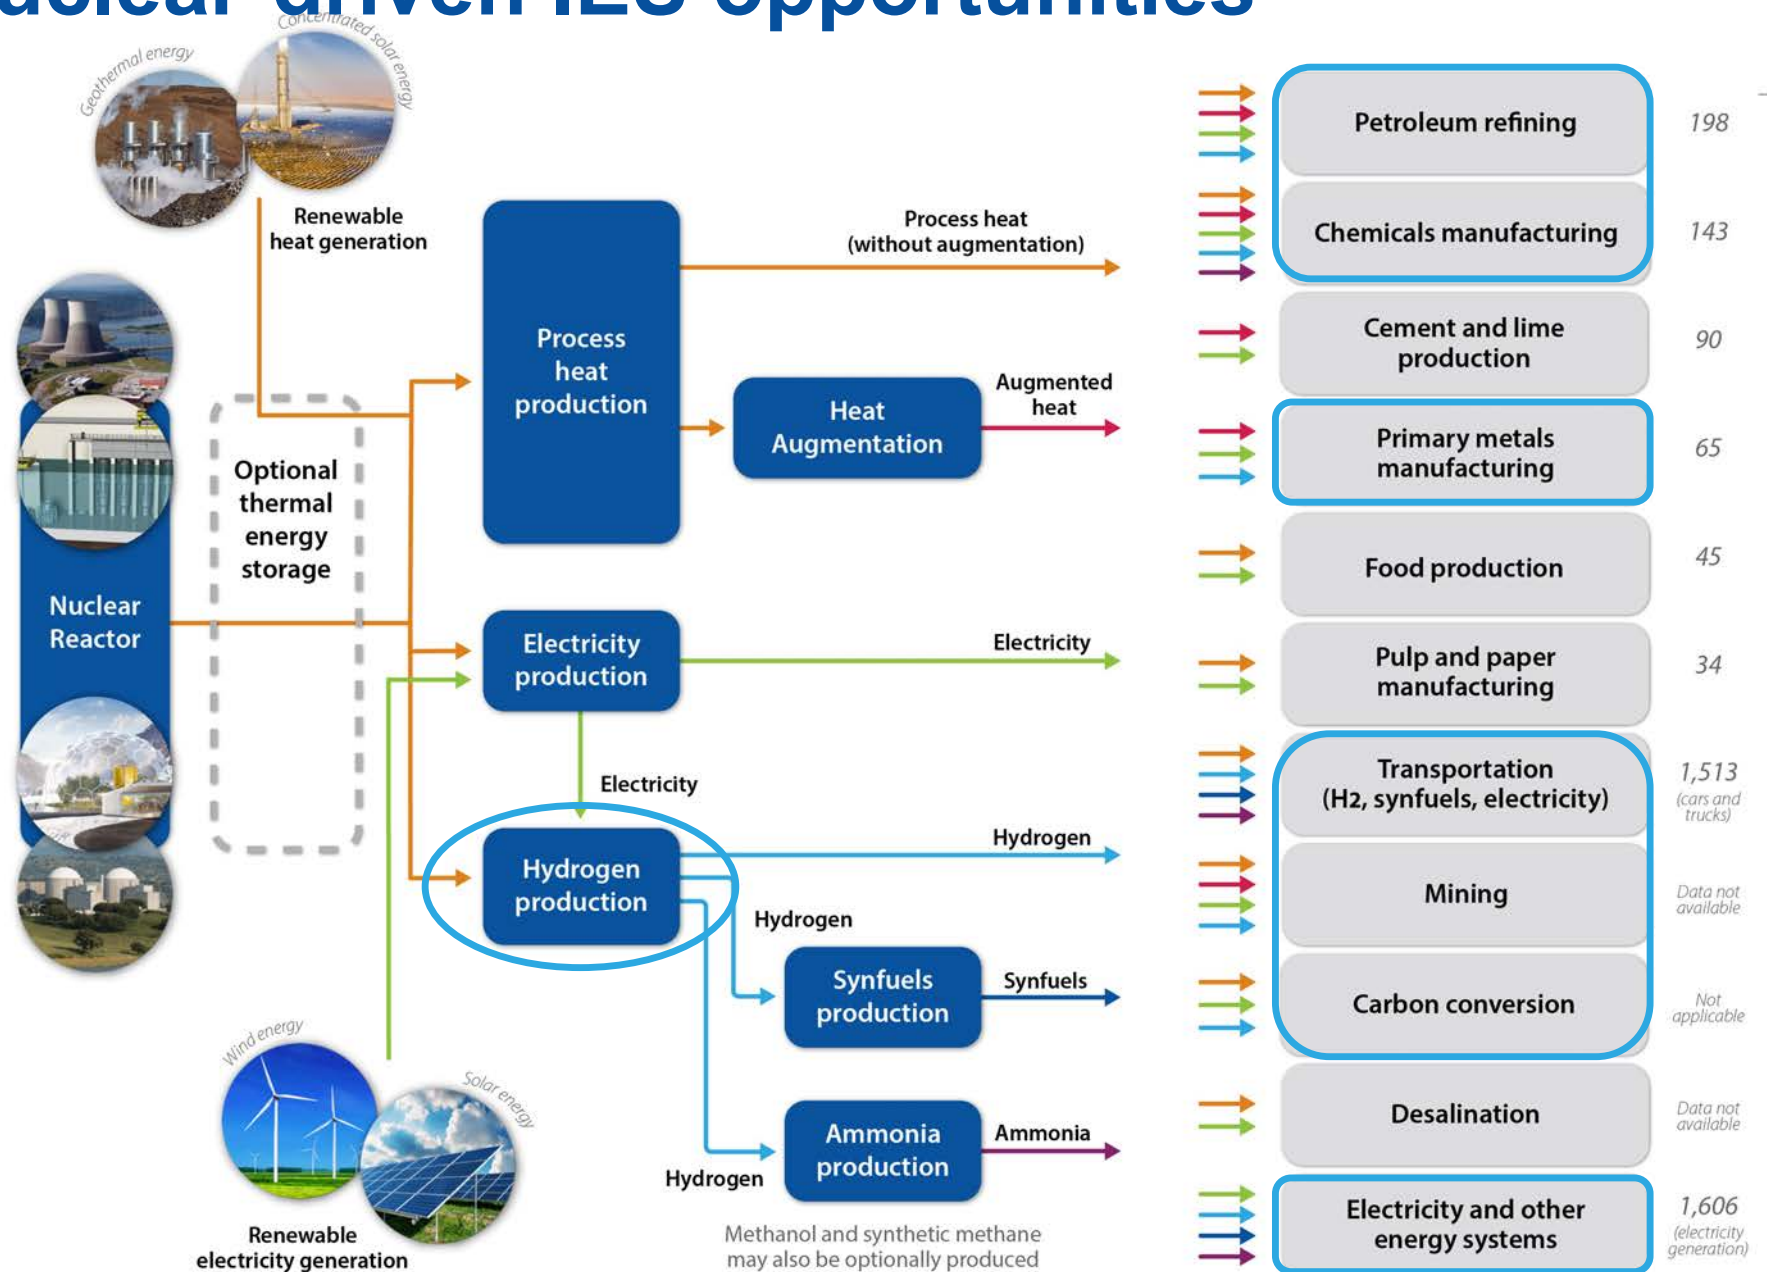 nuclear-driven IES opportunities
Geothermal energy
Concentrated solar energy
Renewable
heat generation
Nuclear
Reactor
Optional
thermal
energy
storage
Process
heat
production
Process heat
(without augmentation)
Heat
Augmentation
Augmented
heat
Electricity
production
Electricity
Electricity
Hydrogen
production
Hydrogen
Hydrogen
Synfuels
production
Synfuels
Hydrogen
Ammonia
production
Ammonia
Methanol and synthetic methane
may also be optionally produced
Wind energy
Solar energy
Renewable
electricity generation
Petroleum refining
198
Chemicals manufacturing
143
Cement and lime
production
90
Primary metals
manufacturing
65
Food production
45
Pulp and paper
manufacturing
34
Transportation
(H2, synfuels, electricity)
1,513
(cars and
trucks)
Mining
Data not
available
Carbon conversion
Not
applicable
Desalination
Data not
available
Electricity and other
energy systems
1,606
(electricity
generation)